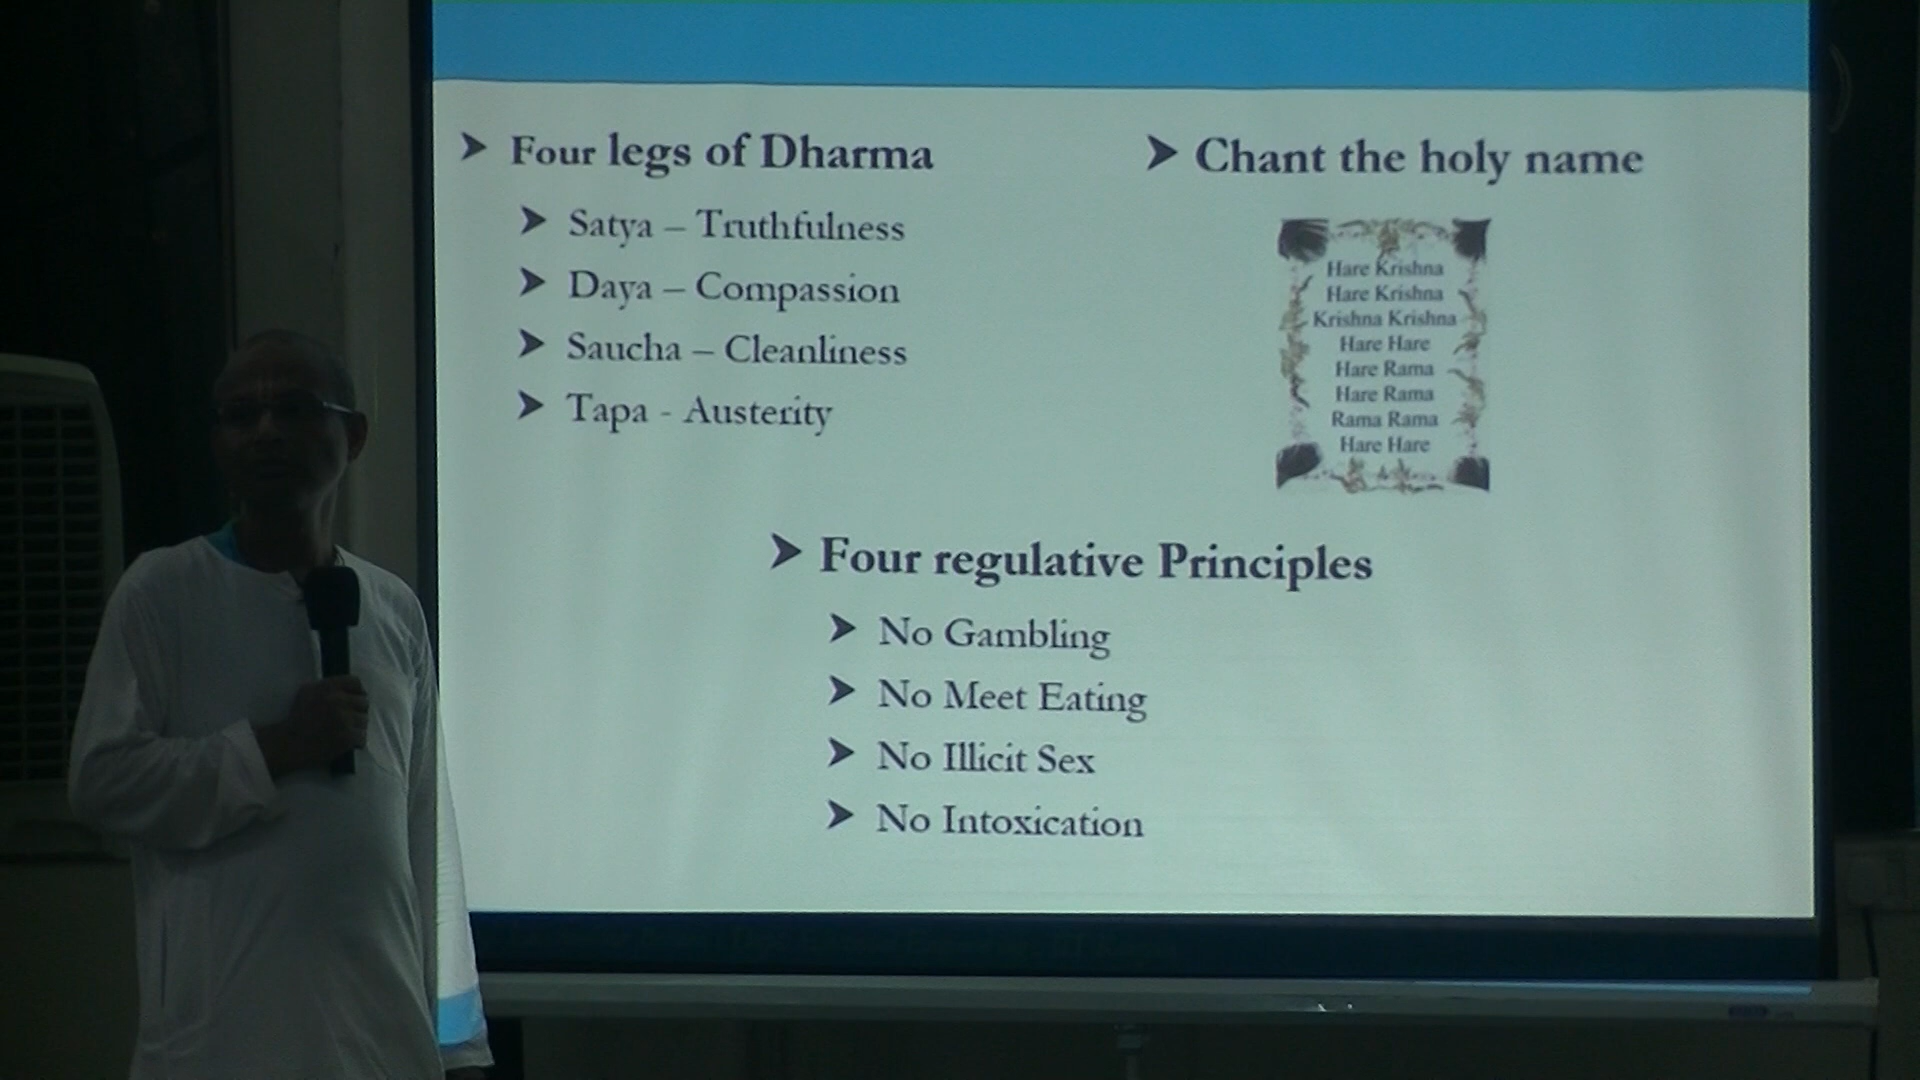 Four legs of Dharma
Satya – Truthfulness
Daya – Compassion
Saucha – Cleanliness
Tapa - Austerity
Chant the holy name
Hare Krishna
Hare Krishna
Krishna Krishna
Hare Hare
Hare Rama
Hare Rama
Rama Rama
Hare Hare
Four regulative Principles
No Gambling
No Meet Eating
No Illicit Sex
No Intoxication